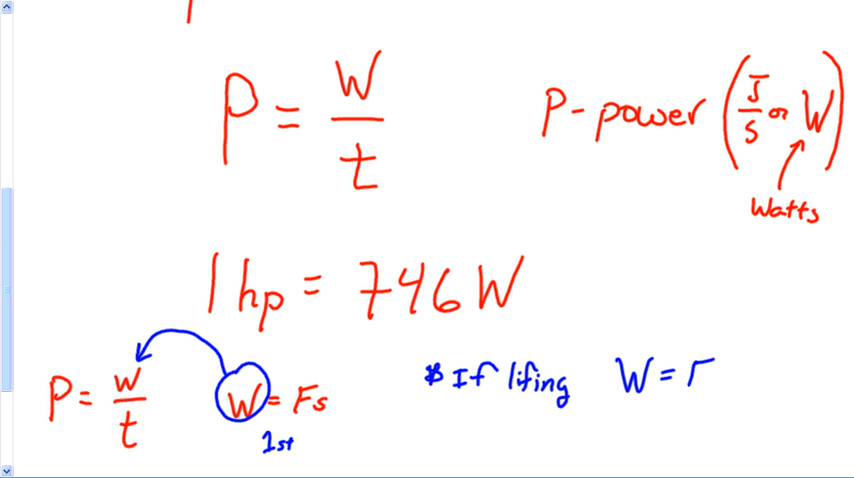 P = W/t
P - power (J/s or W)
Watts
1 hp = 746 W
P = W/t
W = Fs
1st
* If lifing W =